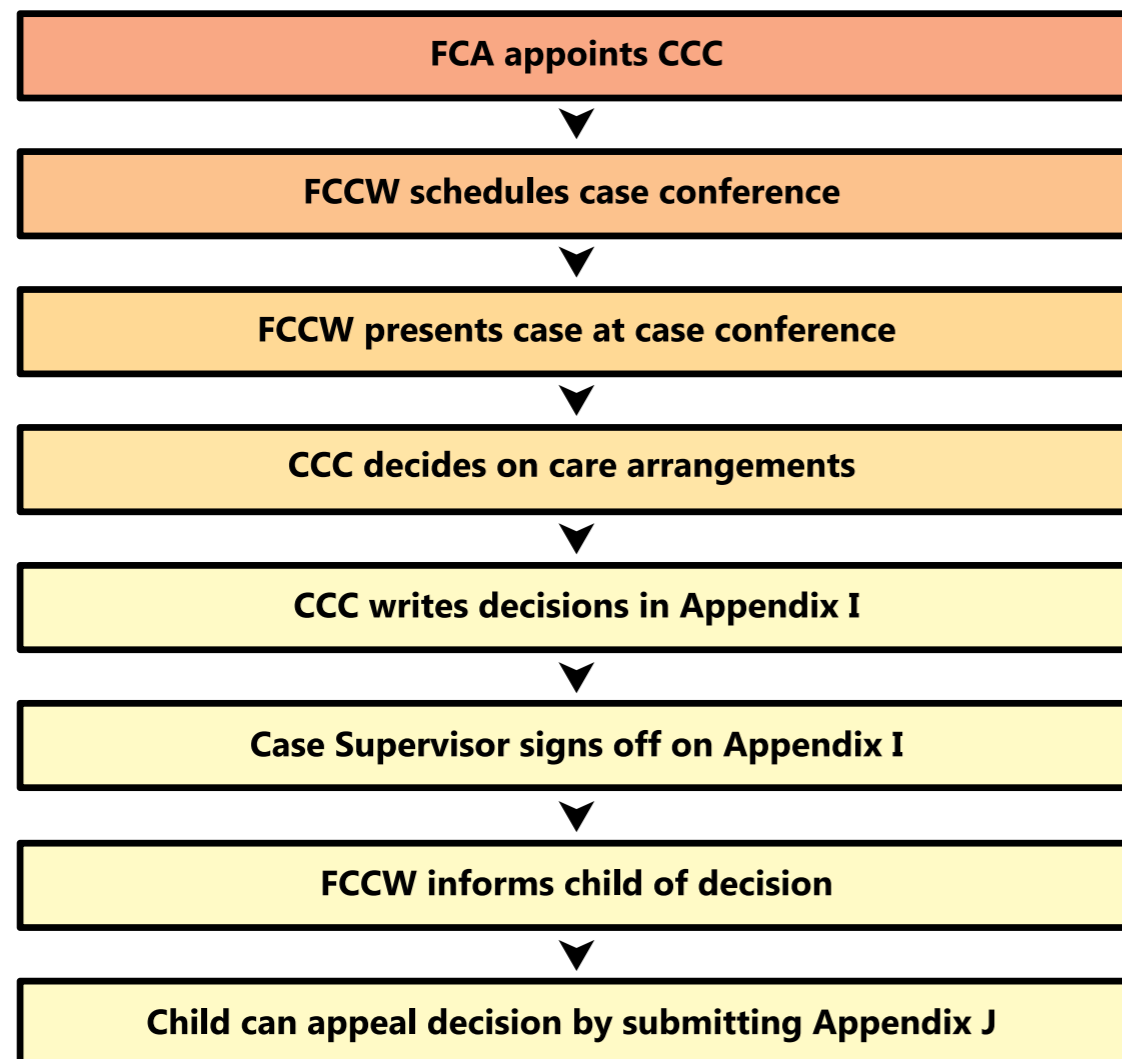 FCA appoints CCC
FCCW schedules case conference
FCCW presents case at case conference
CCC decides on care arrangements
CCC writes decisions in Appendix I
Case Supervisor signs off on Appendix I
FCCW informs child of decision
Child can appeal decision by submitting Appendix J